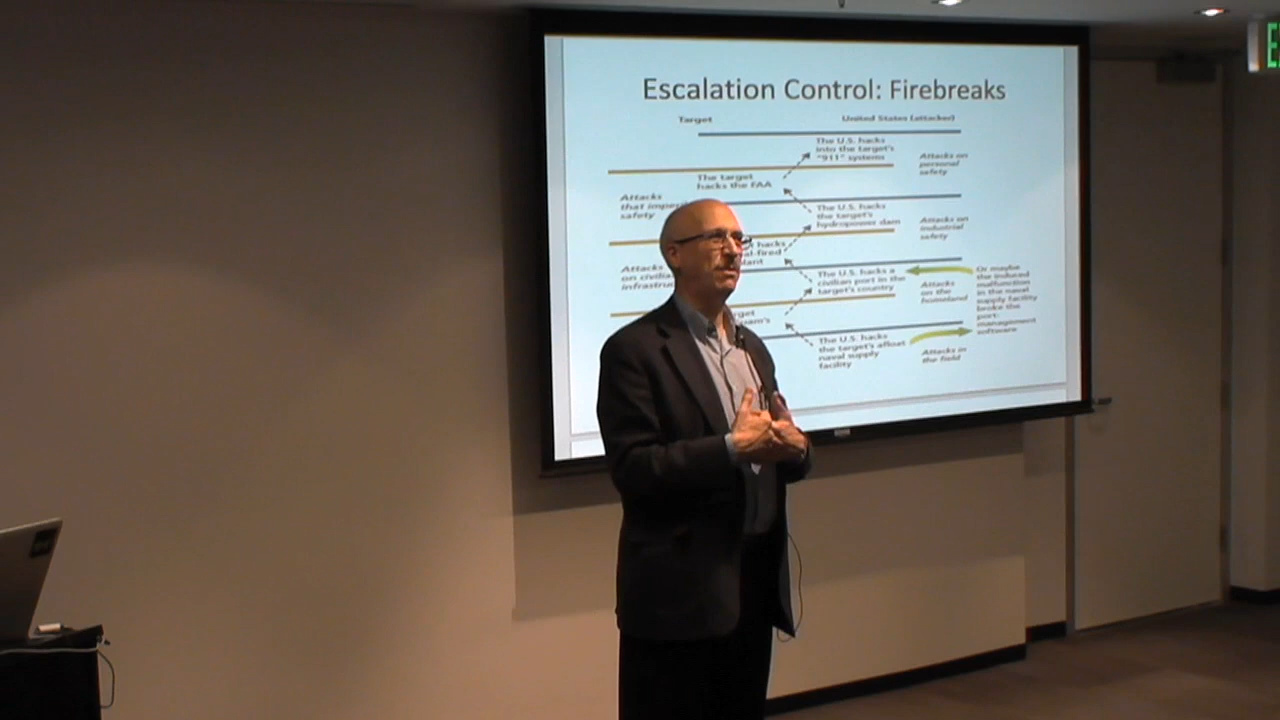 Escalation Control: Firebreaks
Target
United States (attacker)
The U.S. hacks
into the target's
"911" systems
Attacks on
personal
safety
The target
hacks the FAA
Attacks
that
safety
The U.S. hacks
the target's
hydropower dam
Attacks on
industrial
safety
hacks
Attacks
on civilian
The U.S. hacks a
civilian port in the
target's country
Attacks
on the
homeland
Or maybe
the induced
malfunction
in the naval
supply facility
broke the
port-
management
software
The U.S. hacks
the target's afloat
naval supply
facility
Attacks in
the field
E